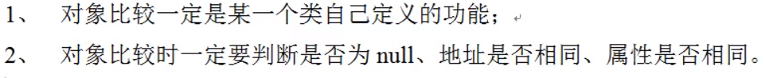 1、 对象比较一定是某一个类自己定义的功能；
2、 对象比较时一定要判断是否为 null、地址是否相同、属性是否相同。